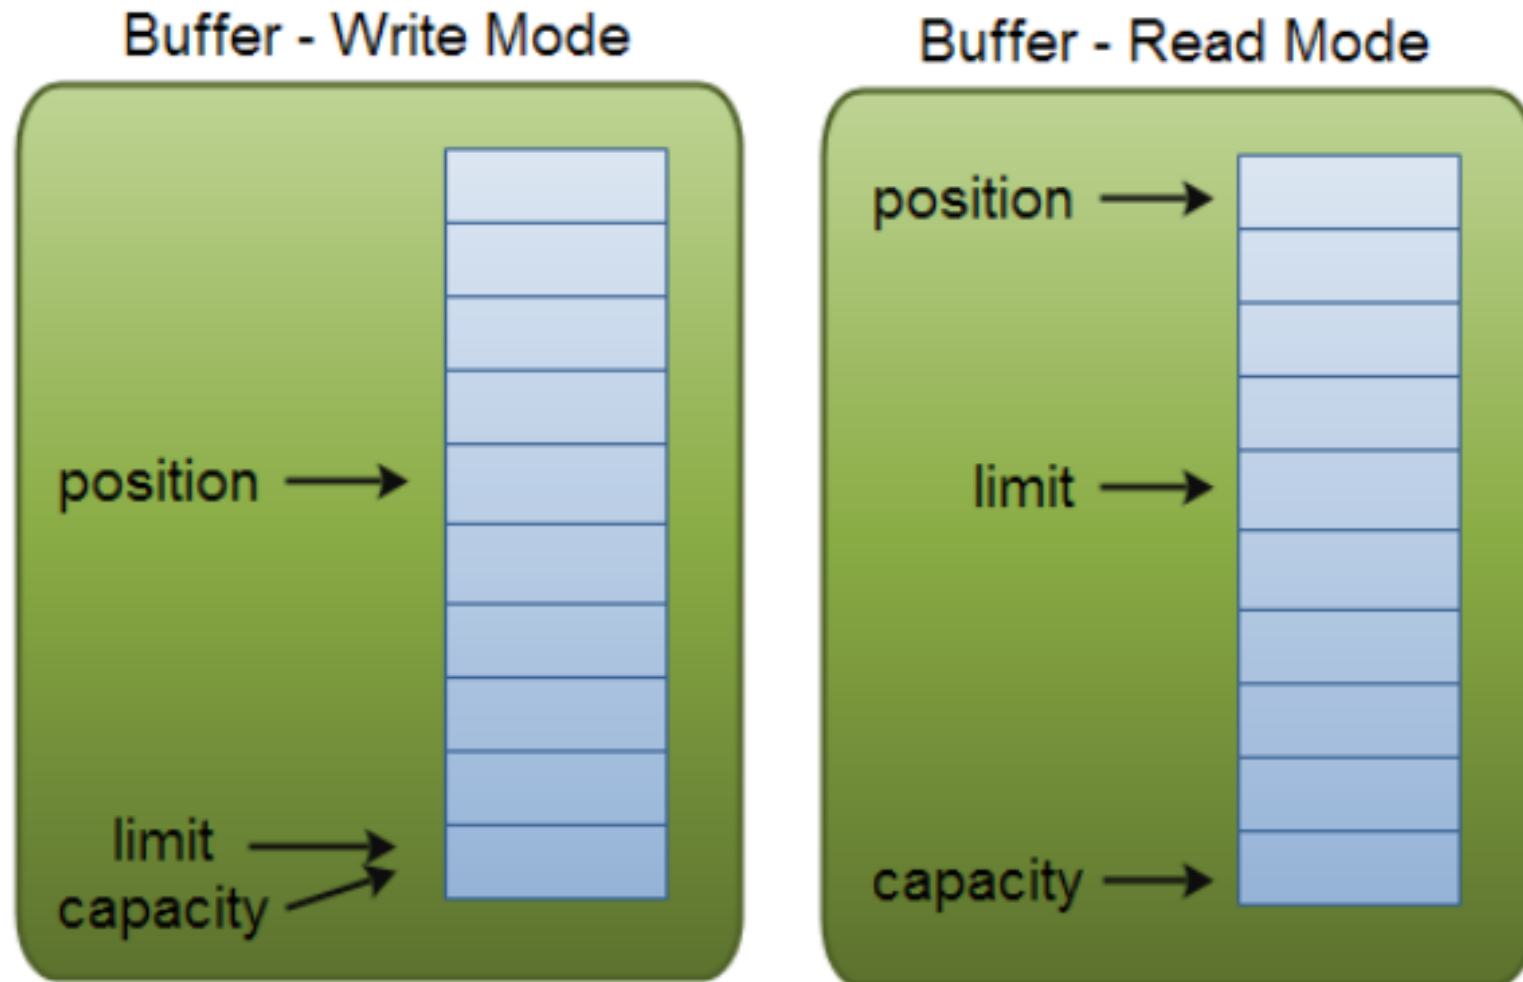 Buffer - Write Mode
position
limit
capacity
Buffer - Read Mode
position
limit
capacity